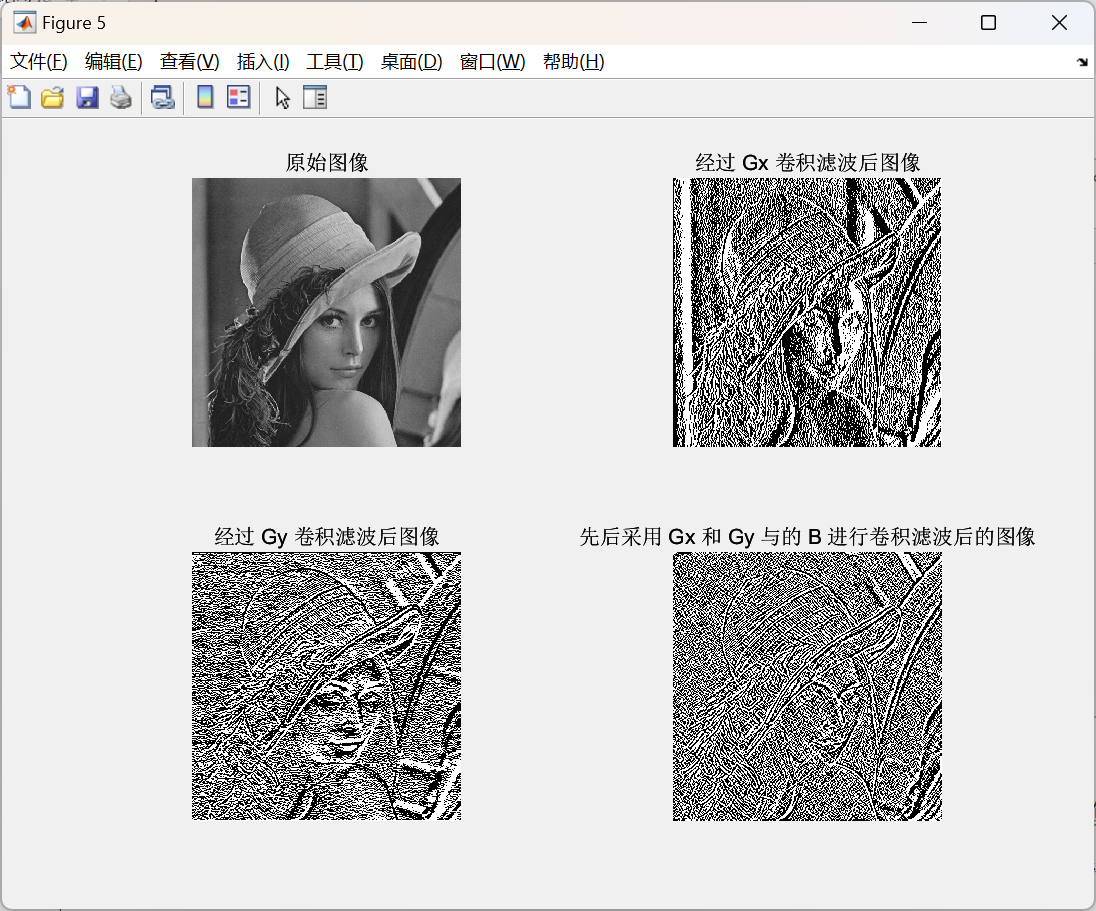 Figure 5
文件(F) 编辑(E) 查看(V) 插入(I) 工具(T) 桌面(D) 窗口(W) 帮助(H)
原始图像
经过 Gx 卷积滤波后图像
经过 Gy 卷积滤波后图像
先后采用 Gx 和 Gy 与的 B 进行卷积滤波后的图像